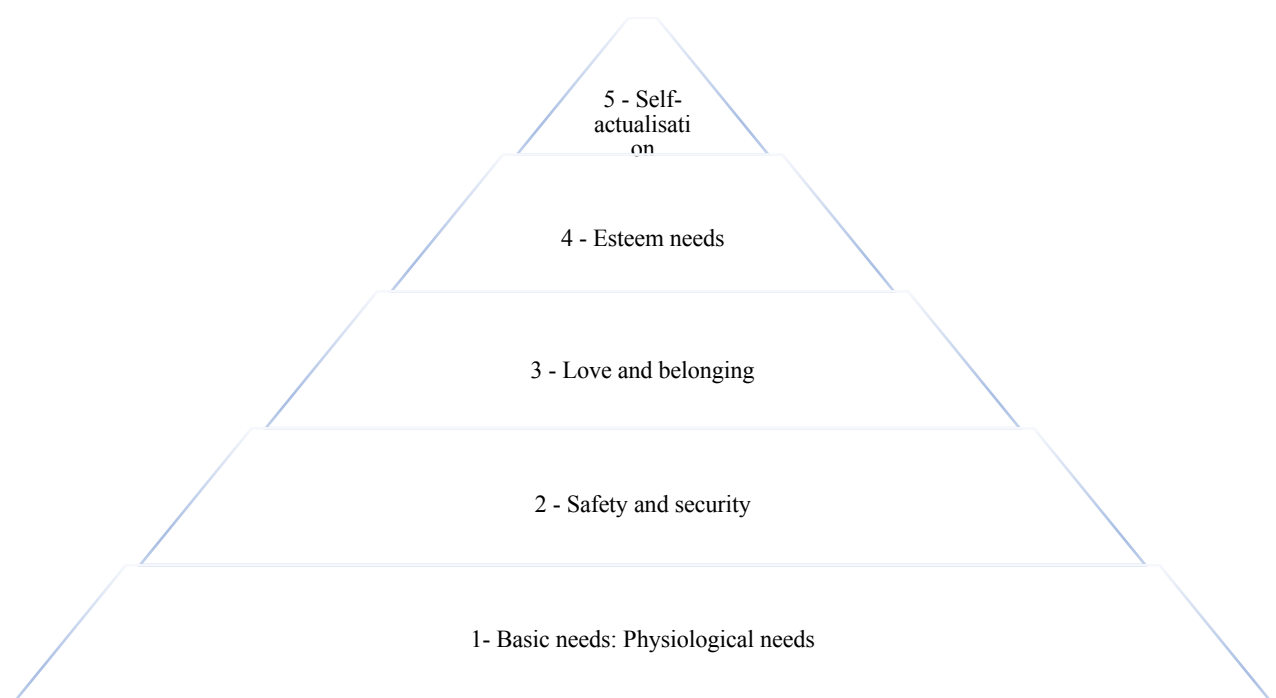 5 - Self-
actualisati
on
4 - Esteem needs
3 - Love and belonging
2 - Safety and security
1- Basic needs: Physiological needs